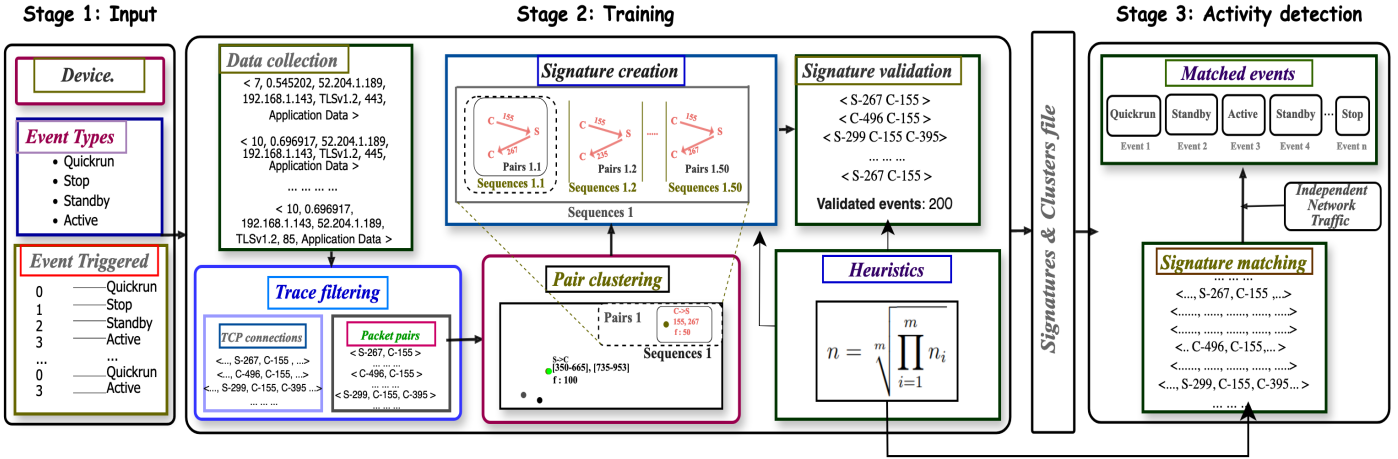 Stage 1: Input
Device.
Event Types
• Quickrun
• Stop
• Standby
• Active
Event Triggered
0 Quickrun
1 Stop
2 Standby
3 Active
... ...
0 Quickrun
3 Active
Stage 2: Training
Data collection
< 7, 0.545202, 52.204.1.189,
192.168.1.143, TLSv1.2, 443,
Application Data >
< 10, 0.696917, 52.204.1.189,
192.168.1.143, TLSv1.2, 445,
Application Data >
... ... ... ...
< 10, 0.696917,
192.168.1.143, 52.204.1.189,
TLSv1.2, 85, Application Data >
Trace filtering
TCP connections
<..., S-267, C-155 , ...>
<...., C-496, C-155, ...>
<..., S-299, C-155, C-395 ...>
... ... ...
Packet pairs
< S-267, C-155 >
... ... ...
< C-496, C-155 >
... ... ...
< S-299, C-155, C-395 >
... ... ...
Signature creation
C 155 S
C 267
Pairs 1.1
Sequences 1.1
C 155 S
C 235
Pairs 1.2
Sequences 1.2
.....
C 155 S
C 267
Pairs 1.50
Sequences 1.50
Sequences 1
Pair clustering
Pairs 1
C->S
155, 267
f : 50
Sequences 1
S->C
[350-665], [735-953]
f : 100
Signature validation
< S-267 C-155 >
< C-496 C-155 >
< S-299 C-155 C-395>
... ... ...
< S-267 C-155 >
Validated events: 200
Heuristics
n = m√∏ i=1 m n i
Signatures & Clusters file
Stage 3: Activity detection
Matched events
Quickrun Standby Active Standby ... Stop
Event 1 Event 2 Event 3 Event 4 Event n
Independent
Network
Traffic
Signature matching
... ... ...
<..., S-267, C-155 ,...>
<......, ....., ....., ....., ....>
<......, ....., ....., ....., ....>
<.. C-496, C-155,...>
<......, ....., ....., ....., ....>
<..., S-299, C-155, C-395... >
... ... ...